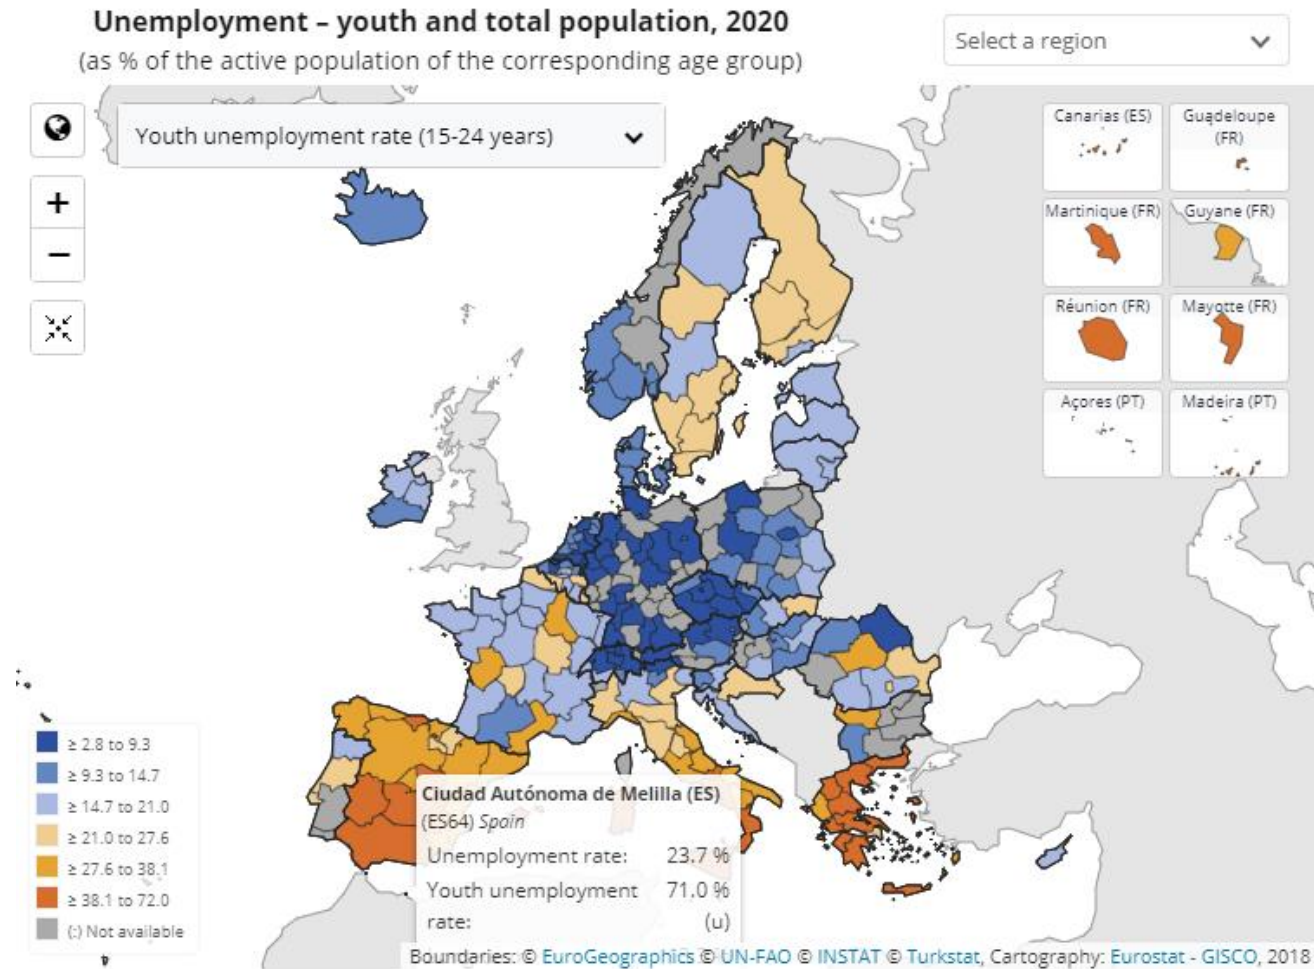 Unemployment – youth and total population, 2020
(as % of the active population of the corresponding age group)
Select a region
Youth unemployment rate (15-24 years)
+
−
Canarias (ES)
Guadeloupe
(FR)
Martinique (FR)
Guyane (FR)
Réunion (FR)
Mayotte (FR)
Açores (PT)
Madeira (PT)
≥ 2.8 to 9.3
≥ 9.3 to 14.7
≥ 14.7 to 21.0
≥ 21.0 to 27.6
≥ 27.6 to 38.1
≥ 38.1 to 72.0
(:) Not available
Ciudad Autónoma de Melilla (ES)
(ES64) Spain
Unemployment rate: 23.7 %
Youth unemployment 71.0 %
rate: (u)
Boundaries: © EuroGeographics © UN-FAO © INSTAT © Turkstat, Cartography: Eurostat - GISCO, 2018